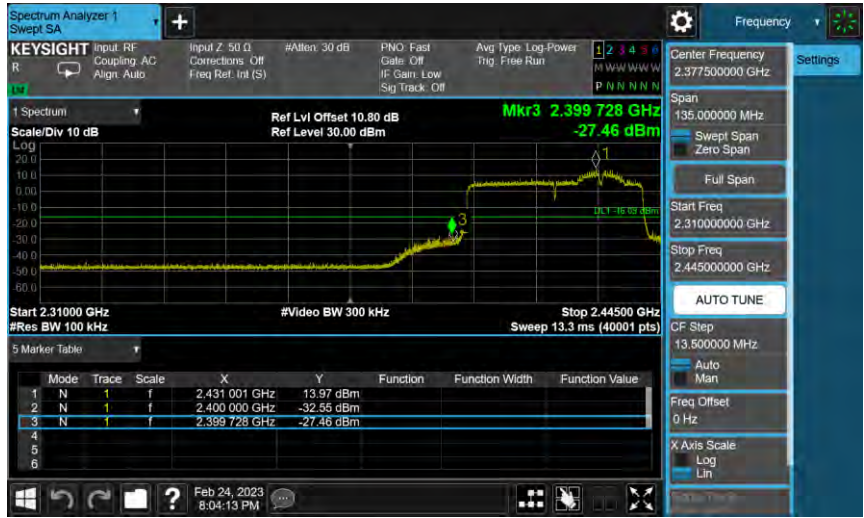 Spectrum Analyzer 1
Swept SA
+
Frequency
KEYSIGHT
R
Input: RF
Coupling: AC
Align: Auto
Input Z: 50 Ω
Corrections: Off
Freq Ref: Int (S)
#Atten: 30 dB
PNO: Fast
Gate: Off
IF Gain: Low
Sig Track: Off
Avg Type: Log-Power
Trig: Free Run
1 2 3 4 5 6
M W W W W W
P N N N N N
Settings
Center Frequency
2.377500000 GHz
Span
135.000000 MHz
Swept Span
Zero Span
Full Span
Start Freq
2.310000000 GHz
Stop Freq
2.445000000 GHz
AUTO TUNE
CF Step
13.500000 MHz
Auto
Man
Freq Offset
0 Hz
X Axis Scale
Log
Lin
1 Spectrum
Scale/Div 10 dB
Ref Lvl Offset 10.80 dB
Ref Level 30.00 dBm
Mkr3 2.399 728 GHz
-27.46 dBm
Log
20.0
10.0
0.00
-10.0
-20.0
-30.0
-40.0
-50.0
-60.0
1
3
DL1 -16.03 dBm
Start 2.31000 GHz
#Video BW 300 kHz
Stop 2.44500 GHz
#Res BW 100 kHz
Sweep 13.3 ms (40001 pts)
5 Marker Table
Mode Trace Scale X Y Function Function Width Function Value
1 N 1 f 2.431 001 GHz 13.97 dBm
2 N 1 f 2.400 000 GHz -32.55 dBm
3 N 1 f 2.399 728 GHz -27.46 dBm
4
5
6
?
Feb 24, 2023
8:04:13 PM